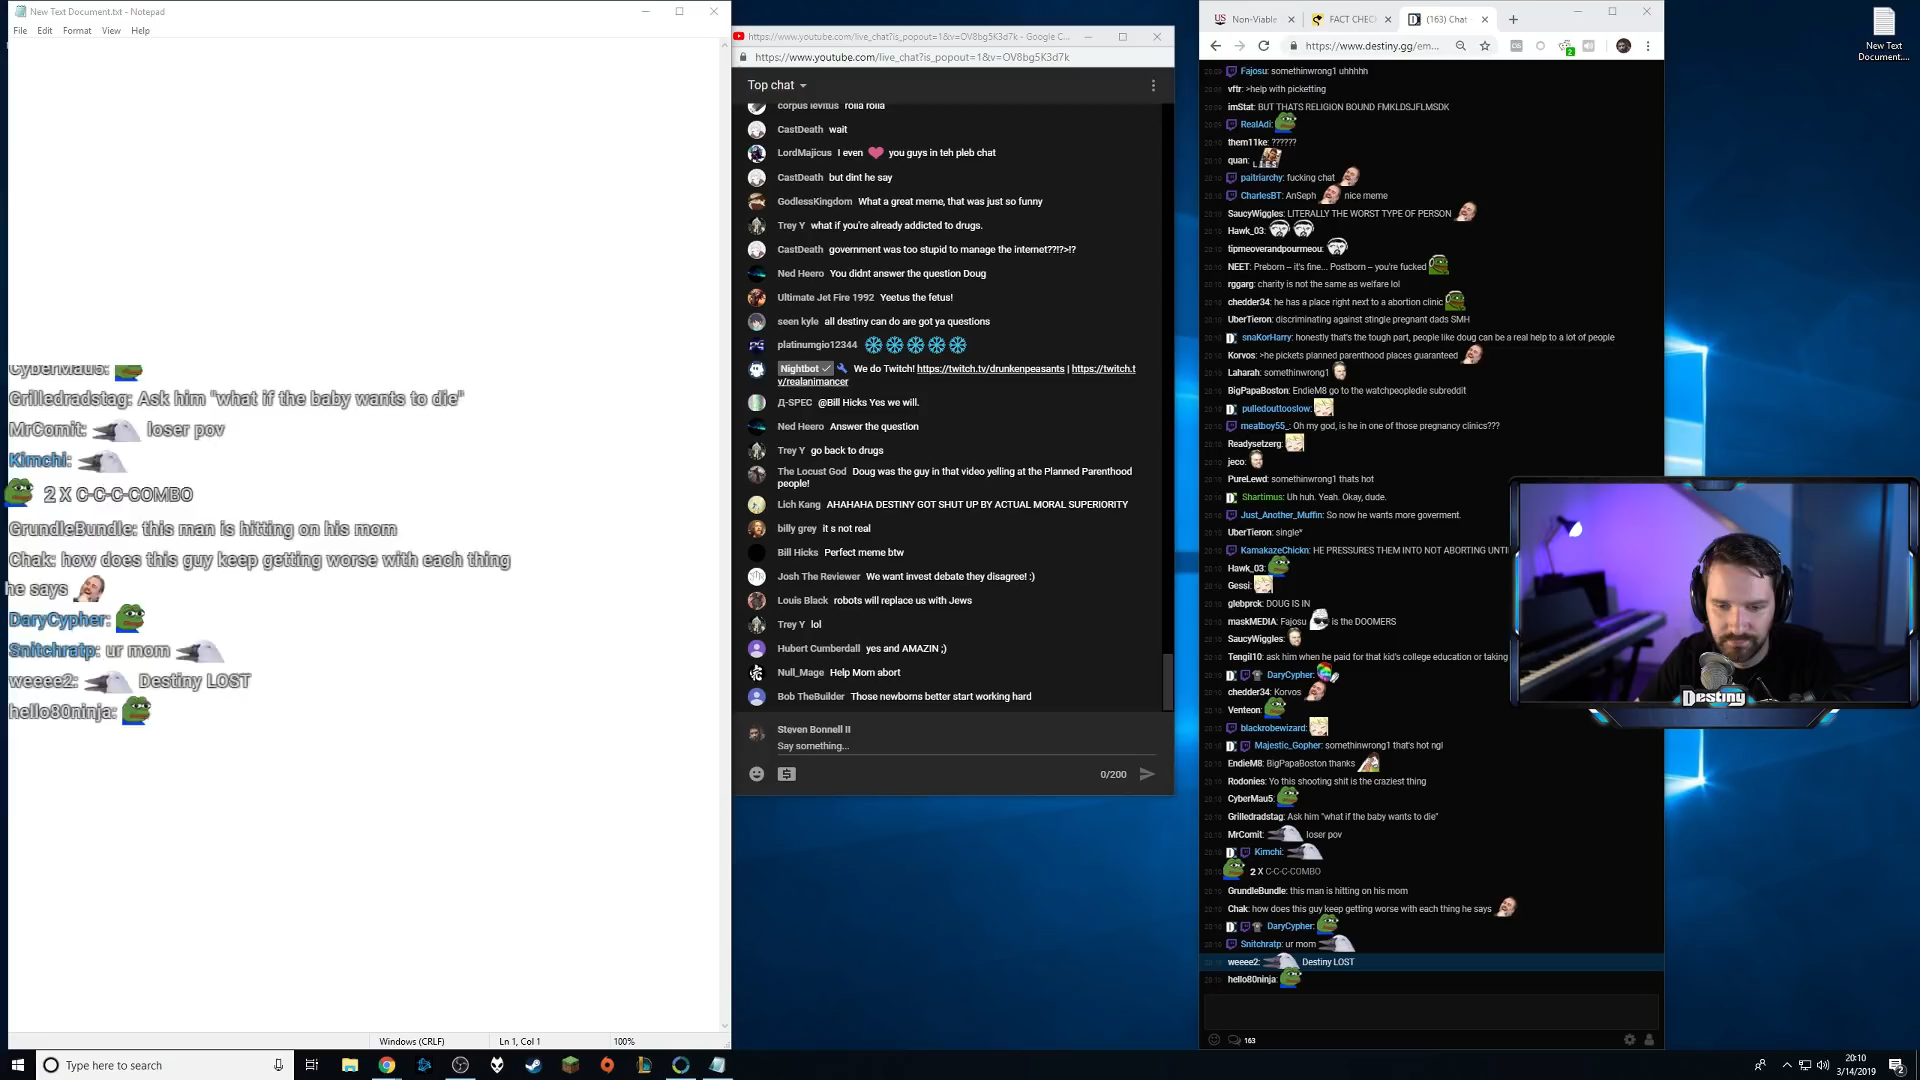 New Text Document.txt - Notepad
File Edit Format View Help
CyberMau5:
Grilledradstag: Ask him "what if the baby wants to die"
MrComit: loser pov
Kimchi:
2 X C-C-C-COMBO
GrundleBundle: this man is hitting on his mom
Chak: how does this guy keep getting worse with each thing
he says
DaryCypher:
Snitchratp: ur mom
weeee2: Destiny LOST
hello80ninja:
Windows (CRLF) Ln 1, Col 1 100%
https://www.youtube.com/live_chat?is_popout=1&v=OV8bg5K3d7k - Google C...
https://www.youtube.com/live_chat?is_popout=1&v=OV8bg5K3d7k
Top chat
corpus levitus rolla rolla
CastDeath wait
LordMajicus I even you guys in teh pleb chat
CastDeath but dint he say
GodlessKingdom What a great meme, that was just so funny
Trey Y what if you're already addicted to drugs.
CastDeath government was too stupid to manage the internet??!?>!?
Ned Heero You didnt answer the question Doug
Ultimate Jet Fire 1992 Yeetus the fetus!
seen kyle all destiny can do are got ya questions
platinumgio12344
Nightbot We do Twitch! https://twitch.tv/drunkenpeasants | https://twitch.t
v/realanimancer
Д-SPEC @Bill Hicks Yes we will.
Ned Heero Answer the question
Trey Y go back to drugs
The Locust God Doug was the guy in that video yelling at the Planned Parenthood
people!
Lich Kang AHAHAHA DESTINY GOT SHUT UP BY ACTUAL MORAL SUPERIORITY
billy grey it s not real
Bill Hicks Perfect meme btw
Josh The Reviewer We want invest debate they disagree! :)
Louis Black robots will replace us with Jews
Trey Y lol
Hubert Cumberdall yes and AMAZIN ;)
Null_Mage Help Mom abort
Bob TheBuilder Those newborns better start working hard
Steven Bonnell II
Say something...
0/200
Non-Viable FACT CHEC (163) Chat
https://www.destiny.gg/em...
Fajosu: somethinwrong1 uhhhhh
vftr: >help with picketting
imStat: BUT THATS RELIGION BOUND FMKLDSJFLMSDK
RealAdi:
them11ke: ??????
quan: LIES
paitriarchy: fucking chat
CharlesBT: AnSeph nice meme
SaucyWiggles: LITERALLY THE WORST TYPE OF PERSON
Hawk_03:
tipmeoverandpourmeou:
NEET: Preborn – it's fine... Postborn – you're fucked
rggarg: charity is not the same as welfare lol
chedder34: he has a place right next to a abortion clinic
UberTieron: discriminating against stingle pregnant dads SMH
snaKorHarry: honestly that's the tough part, people like doug can be a real help to a lot of people
Korvos: >he pickets planned parenthood places guaranteed
Laharah: somethinwrong1
BigPapaBoston: EndieM8 go to the watchpeopledie subreddit
pulledouttooslow:
meatboy55_: Oh my god, is he in one of those pregnancy clinics???
Readysetzerg:
jeco:
PureLewd: somethinwrong1 thats hot
Shartimus: Uh huh. Yeah. Okay, dude.
Just_Another_Muffin: So now he wants more goverment.
UberTieron: single*
KamakazeChickn: HE PRESSURES THEM INTO NOT ABORTING UNTI
Hawk_03:
Gessi:
glebprck: DOUG IS IN
maskMEDIA: Fajosu is the DOOMERS
SaucyWiggles:
Tengil10: ask him when he paid for that kid's college education or taking
DaryCypher:
chedder34: Korvos
Venteon:
blackrobewizard:
Majestic_Gopher: somethinwrong1 that's hot ngl
EndieM8: BigPapaBoston thanks
Rodonies: Yo this shooting shit is the craziest thing
CyberMau5:
Grilledradstag: Ask him "what if the baby wants to die"
MrComit: loser pov
Kimchi:
2 X C-C-C-COMBO
GrundleBundle: this man is hitting on his mom
Chak: how does this guy keep getting worse with each thing he says
DaryCypher:
Snitchratp: ur mom
weeee2: Destiny LOST
hello80ninja:
163
Destiny
New Text
Document....
Type here to search
20:10
3/14/2019